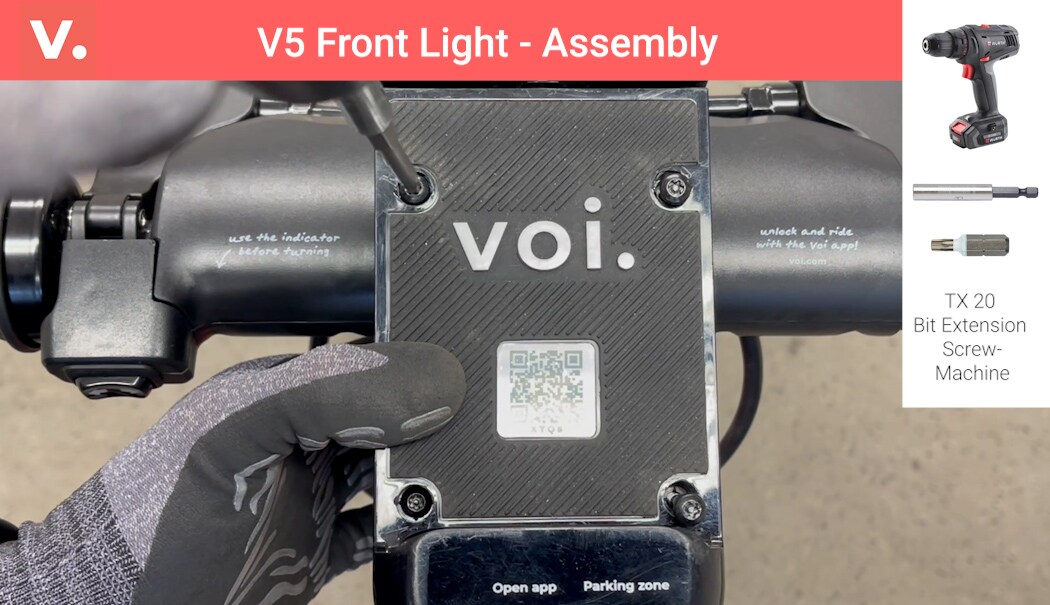 v.
V5 Front Light - Assembly
use the indicator
before turning
voi.
unlock and ride
with the Voi app!
voi.com
Open app
Parking zone
TX 20
Bit Extension
Screw-
Machine